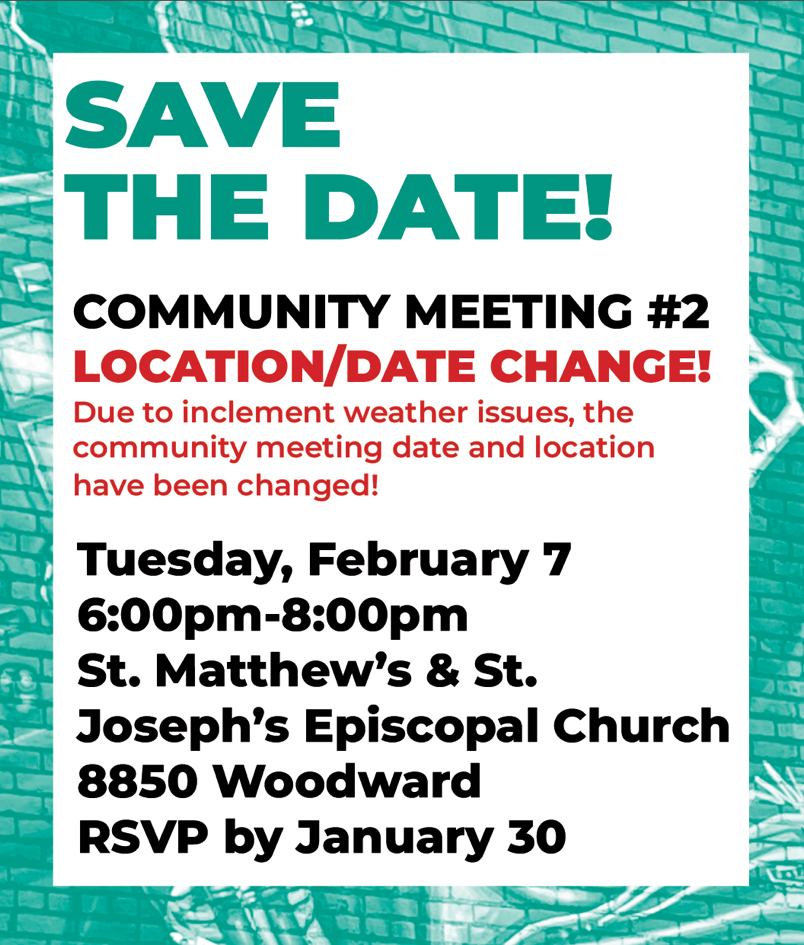 SAVE
THE DATE!
COMMUNITY MEETING #2
LOCATION/DATE CHANGE!
Due to inclement weather issues, the
community meeting date and location
have been changed!
Tuesday, February 7
6:00pm-8:00pm
St. Matthew’s & St.
Joseph’s Episcopal Church
8850 Woodward
RSVP by January 30